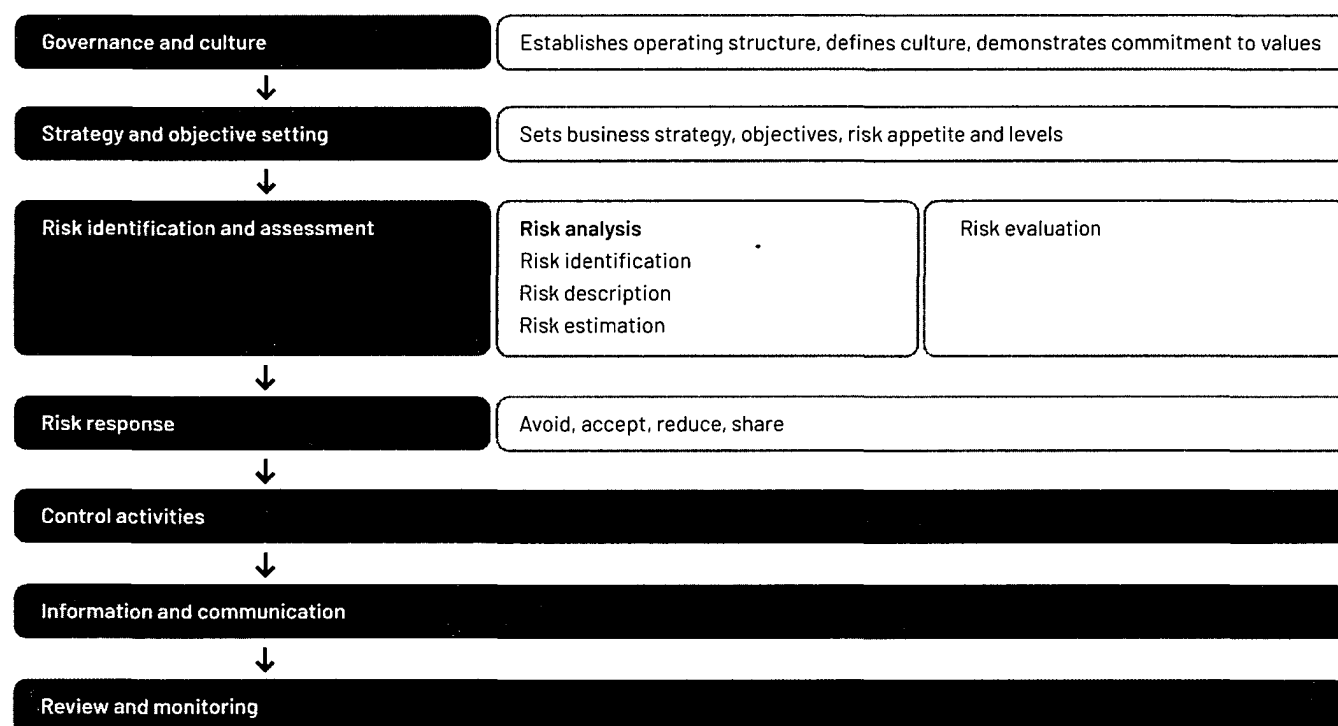 Governance and culture
Establishes operating structure, defines culture, demonstrates commitment to values
Strategy and objective setting
Sets business strategy, objectives, risk appetite and levels
Risk identification and assessment
Risk analysis
Risk identification
Risk description
Risk estimation
Risk evaluation
Risk response
Avoid, accept, reduce, share
Control activities
Information and communication
Review and monitoring